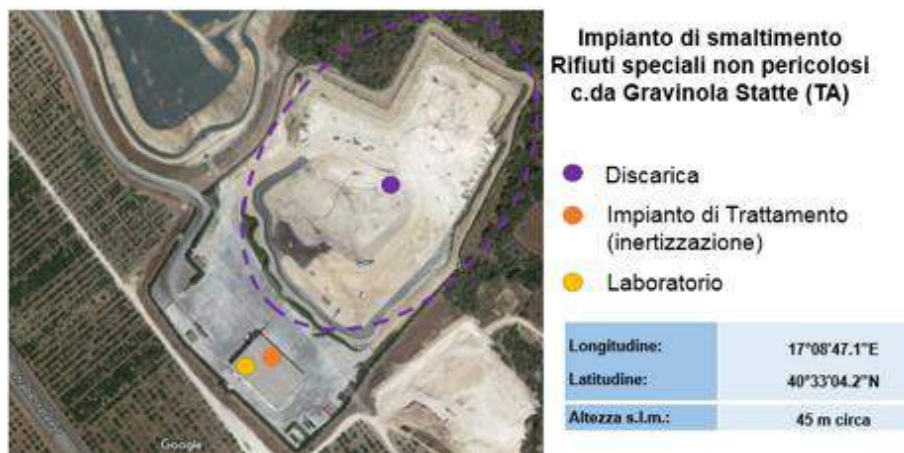 Impianto di smaltimento
Rifiuti speciali non pericolosi
c.da Gravinola Statte (TA)
Discarica
Impianto di Trattamento
(inertizzazione)
Laboratorio
Longitudine: 17°08'47.1"E
Latitudine: 40°33'04.2"N
Altezza s.l.m.: 45 m circa
Google